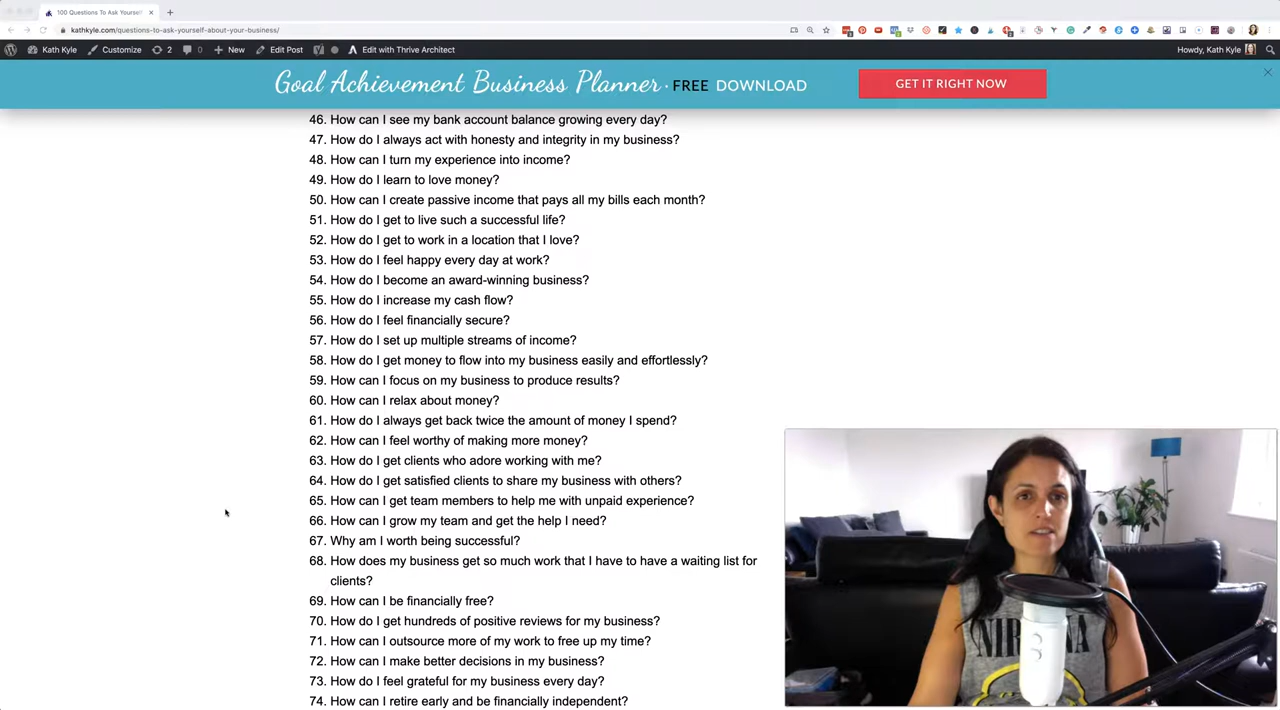 100 Questions To Ask Yourself
kathkyle.com/questions-to-ask-yourself-about-your-business/
Kath Kyle Customize 2 0 New Edit Post Edit with Thrive Architect Howdy, Kath Kyle
Goal Achievement Business Planner · FREE DOWNLOAD GET IT RIGHT NOW
46. How can I see my bank account balance growing every day?
47. How do I always act with honesty and integrity in my business?
48. How can I turn my experience into income?
49. How do I learn to love money?
50. How can I create passive income that pays all my bills each month?
51. How do I get to live such a successful life?
52. How do I get to work in a location that I love?
53. How do I feel happy every day at work?
54. How do I become an award-winning business?
55. How do I increase my cash flow?
56. How do I feel financially secure?
57. How do I set up multiple streams of income?
58. How do I get money to flow into my business easily and effortlessly?
59. How can I focus on my business to produce results?
60. How can I relax about money?
61. How do I always get back twice the amount of money I spend?
62. How can I feel worthy of making more money?
63. How do I get clients who adore working with me?
64. How do I get satisfied clients to share my business with others?
65. How can I get team members to help me with unpaid experience?
66. How can I grow my team and get the help I need?
67. Why am I worth being successful?
68. How does my business get so much work that I have to have a waiting list for
clients?
69. How can I be financially free?
70. How do I get hundreds of positive reviews for my business?
71. How can I outsource more of my work to free up my time?
72. How can I make better decisions in my business?
73. How do I feel grateful for my business every day?
74. How can I retire early and be financially independent?